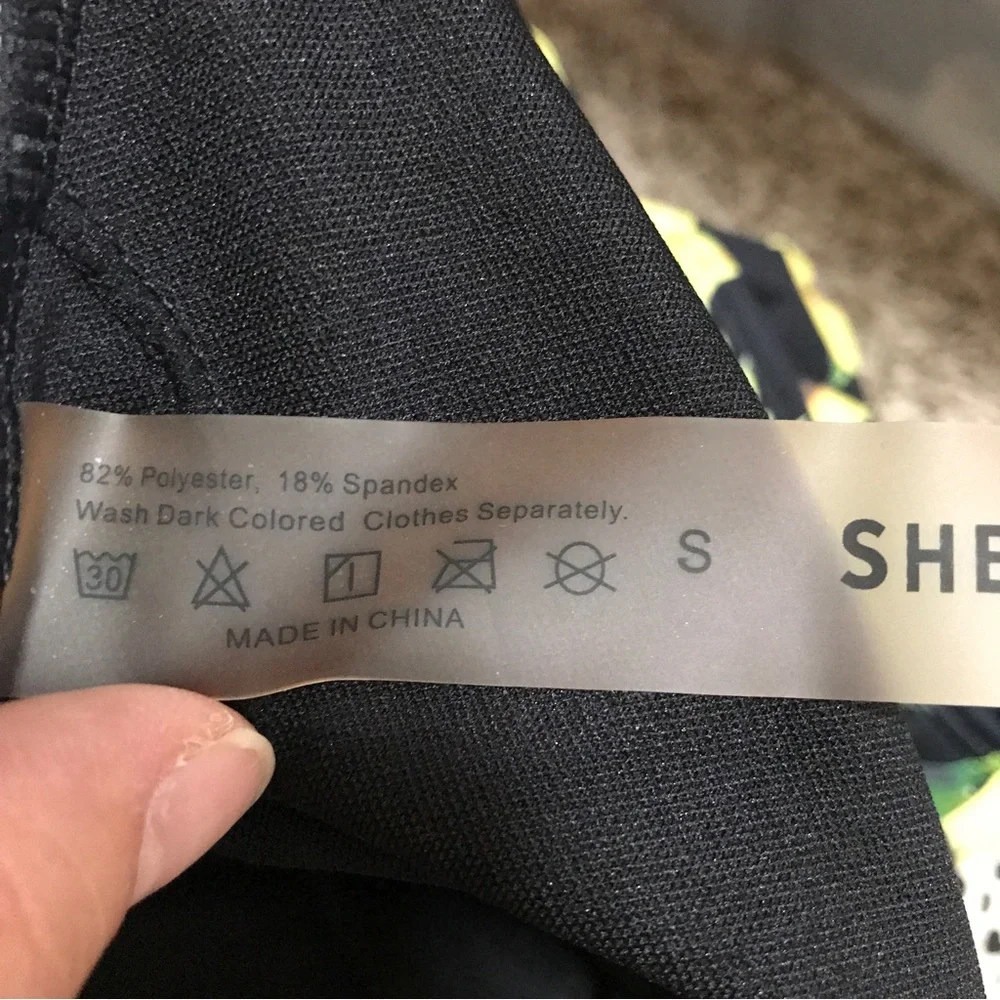 82% Polyester, 18% Spandex
Wash Dark Colored Clothes Separately.
30
S
SHE
MADE IN CHINA